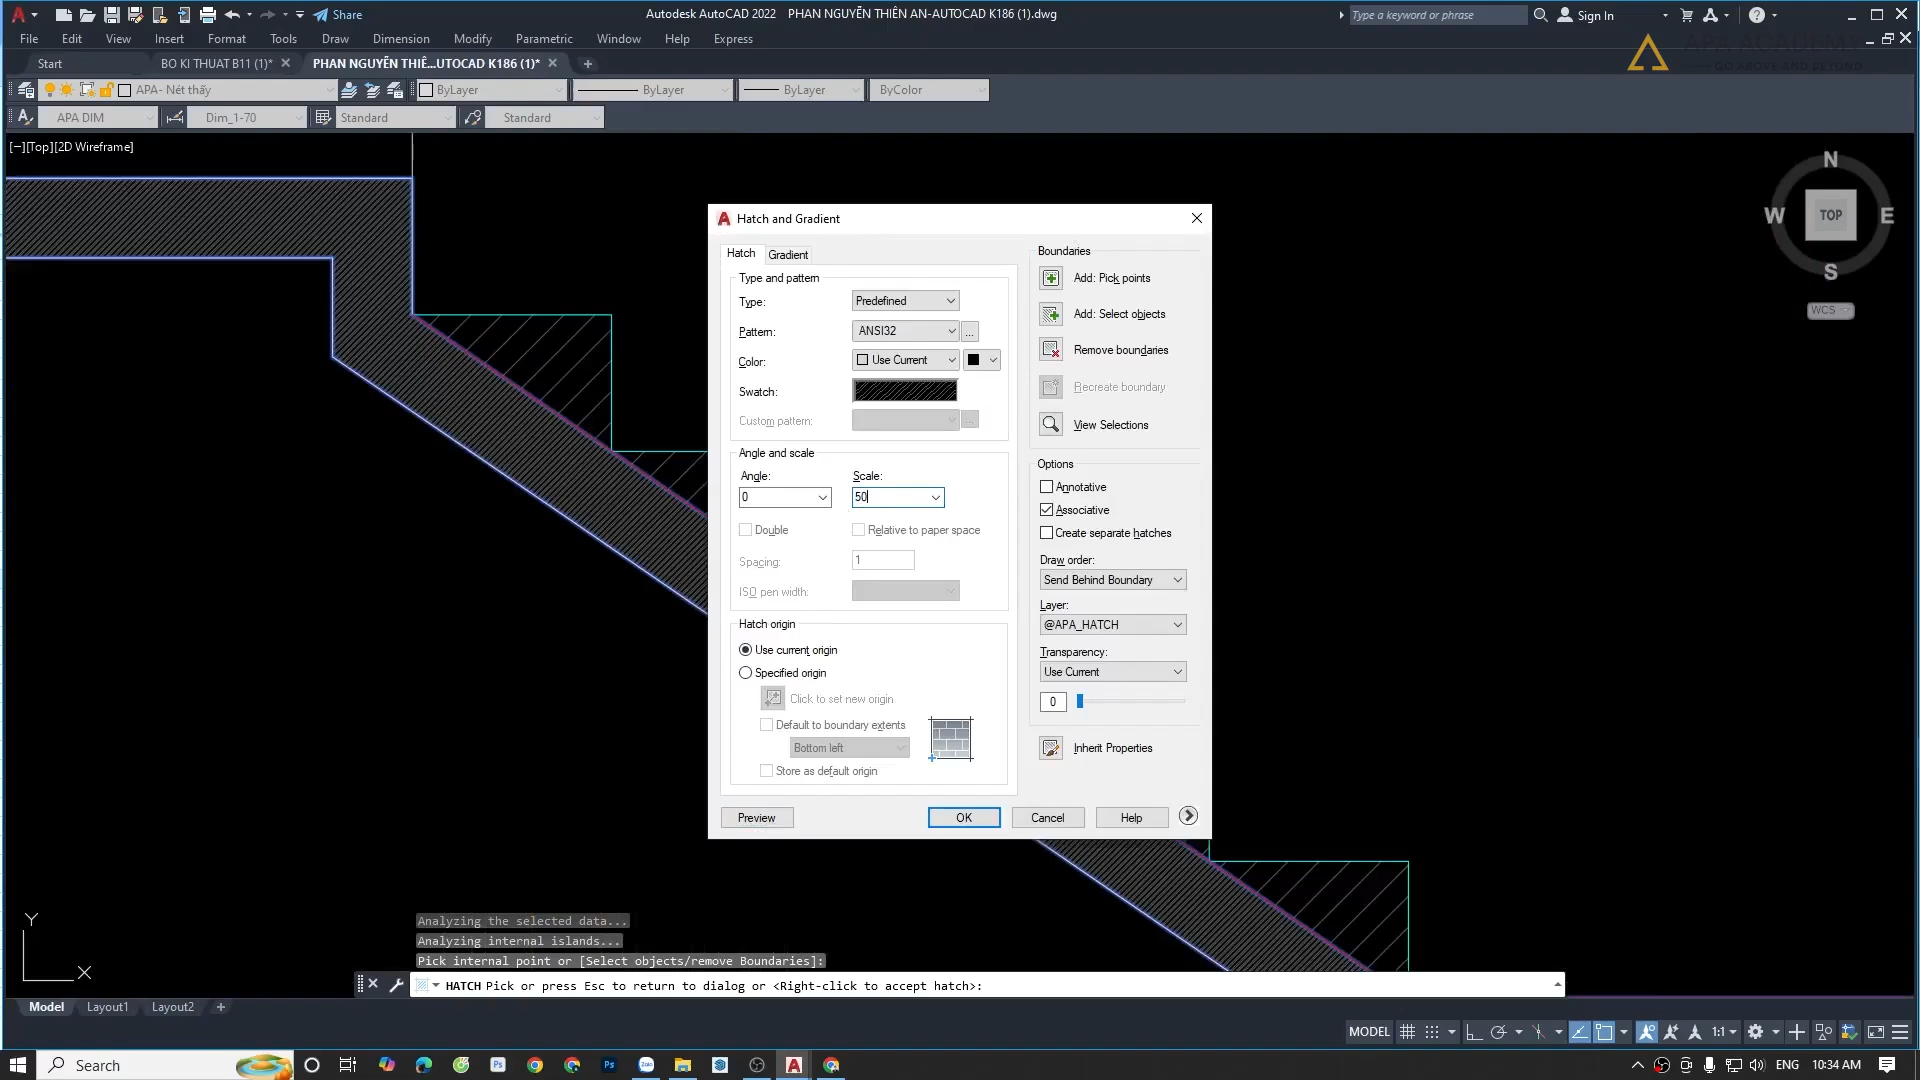 Share
Autodesk AutoCAD 2022 PHAN NGUYỄN THIÊN AN-AUTOCAD K186 (1).dwg
Type a keyword or phrase
Sign In
File Edit View Insert Format Tools Draw Dimension Modify Parametric Window Help Express
APA ACADEMY
GO ABOVE AND BEYOND
Start
BO KI THUAT B11 (1)*
PHAN NGUYỄN THIÊ...UTOCAD K186 (1)*
APA- Nét thấy
ByLayer
ByLayer
ByLayer
ByColor
APA DIM
Dim_1-70
Standard
Standard
[−][Top][2D Wireframe]
N
W TOP E
S
WCS
Hatch and Gradient
Hatch
Gradient
Type and pattern
Type: Predefined
Pattern: ANSI32 ...
Color: Use Current
Swatch:
Custom pattern: ...
Angle and scale
Angle: Scale:
0 50
Double Relative to paper space
Spacing: 1
ISO pen width:
Hatch origin
Use current origin
Specified origin
Click to set new origin
Default to boundary extents
Bottom left
Store as default origin
Boundaries
Add: Pick points
Add: Select objects
Remove boundaries
Recreate boundary
View Selections
Options
Annotative
Associative
Create separate hatches
Draw order:
Send Behind Boundary
Layer:
@APA_HATCH
Transparency:
Use Current
0
Inherit Properties
Preview OK Cancel Help
Y
X
Analyzing the selected data...
Analyzing internal islands...
Pick internal point or [Select objects/remove Boundaries]:
HATCH Pick or press Esc to return to dialog or <Right-click to accept hatch>:
Model Layout1 Layout2
MODEL 1:1
Search
ENG 10:34 AM